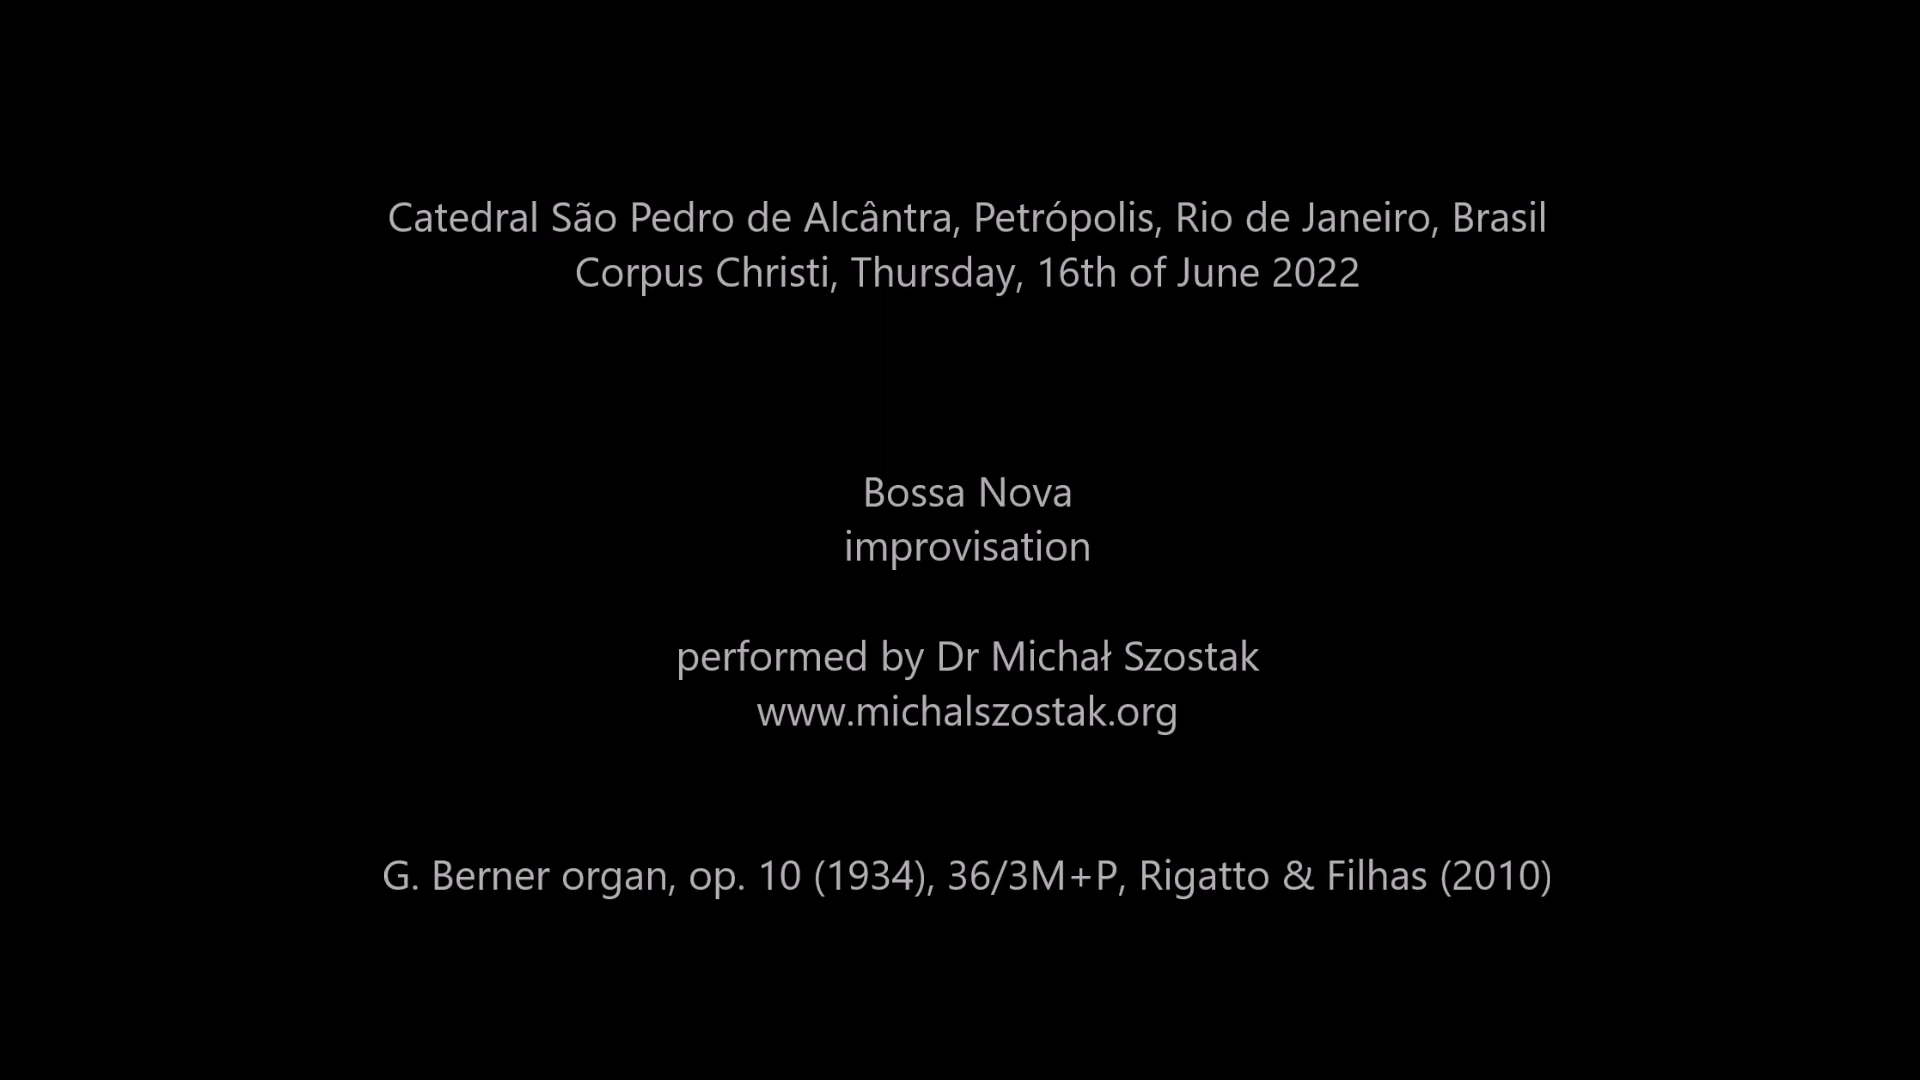 Catedral São Pedro de Alcântra, Petrópolis, Rio de Janeiro, Brasil
Corpus Christi, Thursday, 16th of June 2022
Bossa Nova
improvisation
performed by Dr Michał Szostak
www.michalszostak.org
G. Berner organ, op. 10 (1934), 36/3M+P, Rigatto & Filhas (2010)